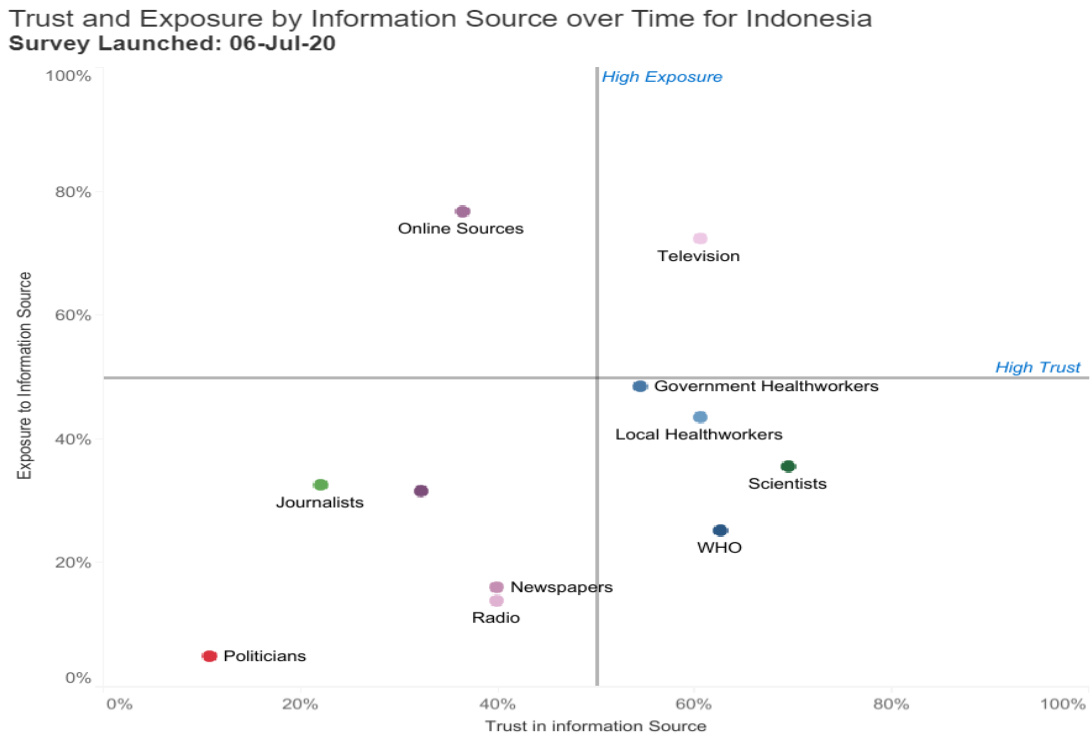 Trust and Exposure by Information Source over Time for Indonesia
Survey Launched: 06-Jul-20
100%
High Exposure
80%
Online Sources
Television
Exposure to Information Source
60%
High Trust
Government Healthworkers
40%
Local Healthworkers
Scientists
Journalists
WHO
20%
Newspapers
Radio
Politicians
0%
0% 20% 40% 60% 80% 100%
Trust in information Source